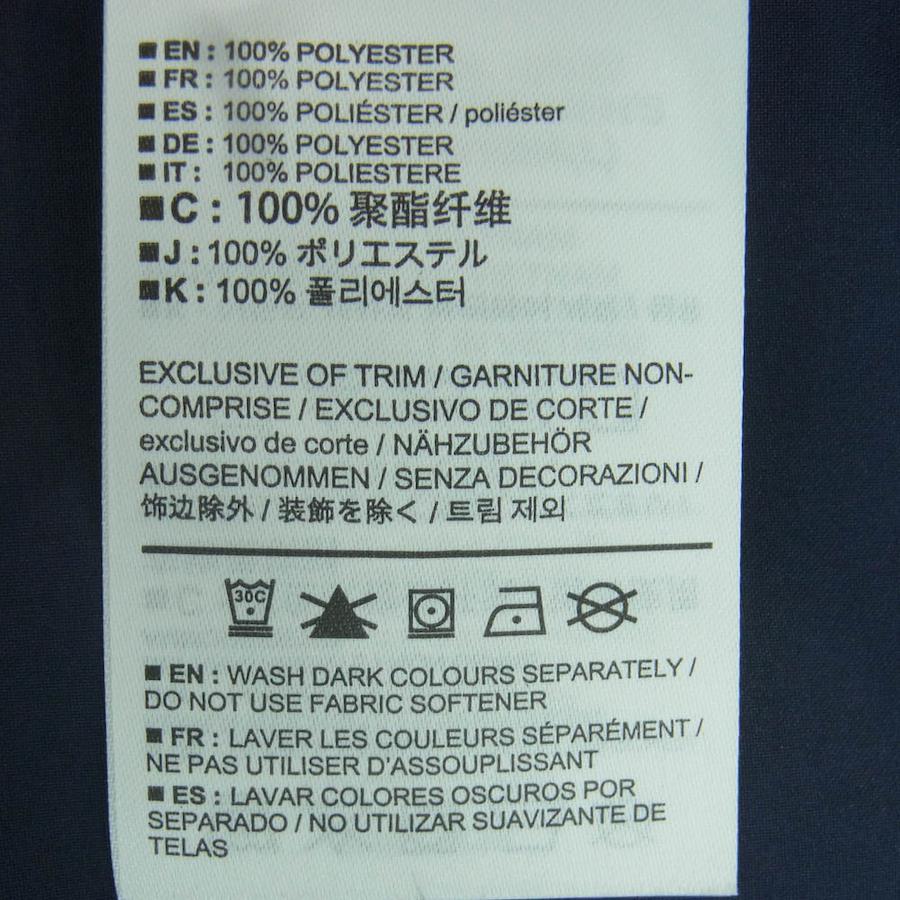 EN : 100% POLYESTER
FR : 100% POLYESTER
ES : 100% POLIÉSTER / poliéster
DE : 100% POLYESTER
IT : 100% POLIESTERE
C : 100% 聚酯纤维
J : 100% ポリエステル
K : 100% 폴리에스터
EXCLUSIVE OF TRIM / GARNITURE NON-
COMPRISE / EXCLUSIVO DE CORTE /
exclusivo de corte / NÄHZUBEHÖR
AUSGENOMMEN / SENZA DECORAZIONI /
饰边除外 / 装飾を除く / 트림 제외
30C
EN : WASH DARK COLOURS SEPARATELY /
DO NOT USE FABRIC SOFTENER
FR : LAVER LES COULEURS SÉPARÉMENT /
NE PAS UTILISER D'ASSOUPLISSANT
ES : LAVAR COLORES OSCUROS POR
SEPARADO / NO UTILIZAR SUAVIZANTE DE
TELAS